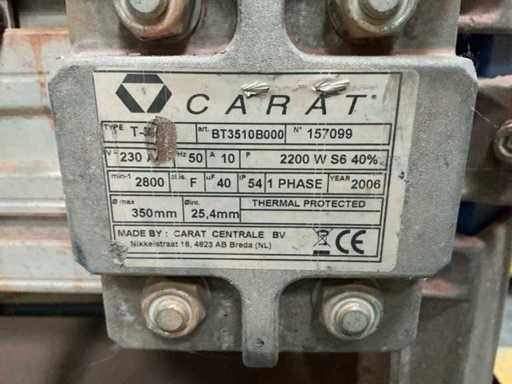 CARAT
TYPE T- art. BT3510B000 N° 157099
V= 230 Hz 50 A 10 P 2200 W S6 40%
min-1 2800 F uF 40 IP 54 1 PHASE YEAR 2006
Ø max 350mm Ø int. 25,4mm THERMAL PROTECTED
MADE BY: CARAT CENTRALE BV CE
Nikkelstraat 18, 4823 AB Breda (NL)